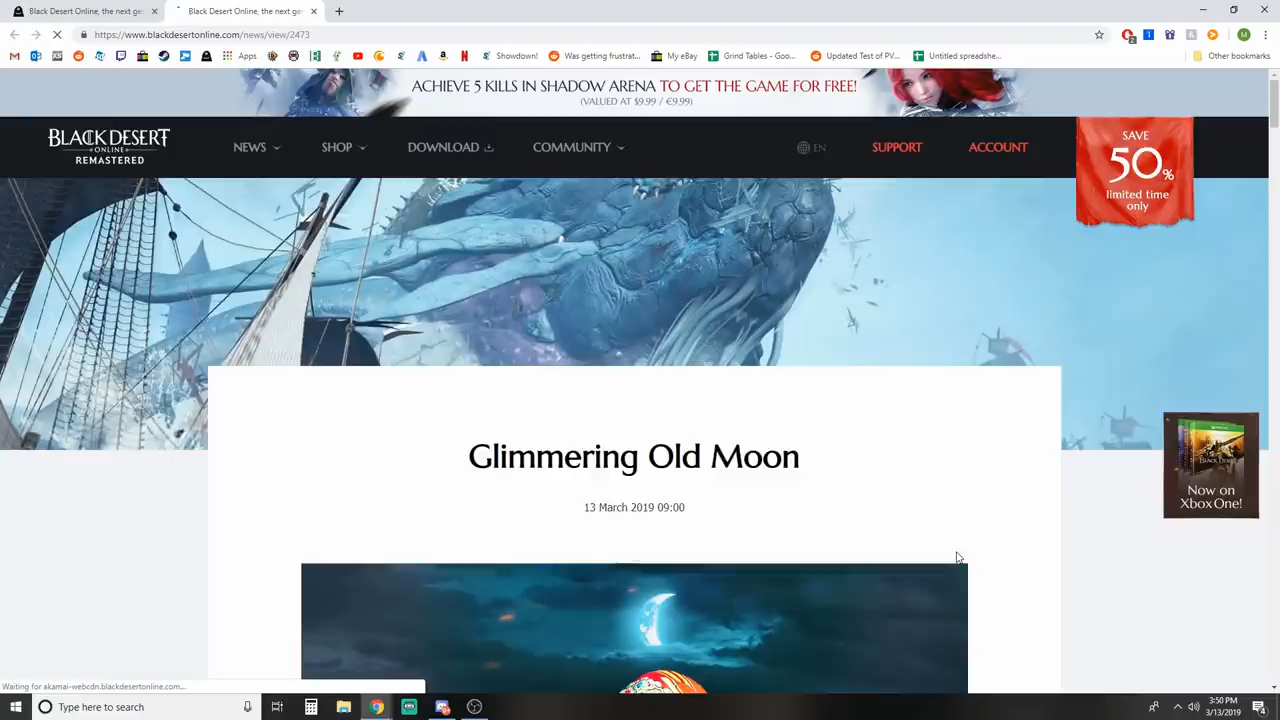 Black Desert Online, the next ge
Black Desert Online, the next ge
https://www.blackdesertonline.com/news/view/2473
Apps
Showdown!
Was getting frustrat...
My eBay
Grind Tables - Goo...
Updated Test of PV...
Untitled spreadshe...
Other bookmarks
ACHIEVE 5 KILLS IN SHADOW ARENA TO GET THE GAME FOR FREE!
(VALUED AT $9.99 / €9.99)
BLACK DESERT
ONLINE
REMASTERED
NEWS
SHOP
DOWNLOAD
COMMUNITY
EN
SUPPORT
ACCOUNT
SAVE
50%
limited time
only
Glimmering Old Moon
13 March 2019 09:00
BLACK DESERT
Now on
Xbox One!
Waiting for akamai-webcdn.blackdesertonline.com...
Type here to search
3:50 PM
3/13/2019
4